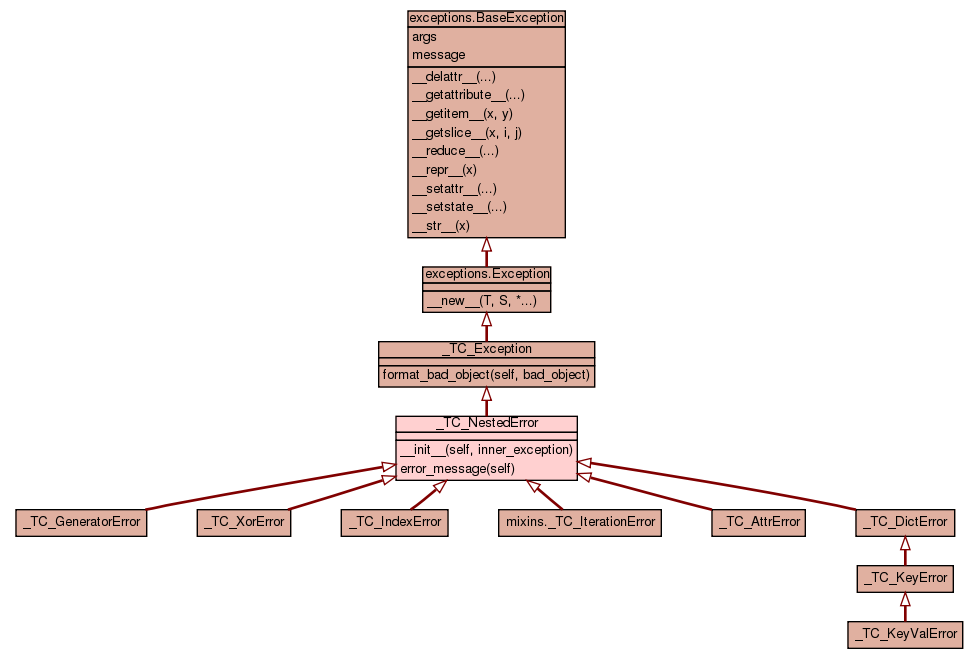 exceptions.BaseException
args
message
__delattr__(...)
__getattribute__(...)
__getitem__(x, y)
__getslice__(x, i, j)
__reduce__(...)
__repr__(x)
__setattr__(...)
__setstate__(...)
__str__(x)
exceptions.Exception
__new__(T, S, *...)
_TC_Exception
format_bad_object(self, bad_object)
_TC_NestedError
__init__(self, inner_exception)
error_message(self)
_TC_GeneratorError
_TC_XorError
_TC_IndexError
mixins._TC_IterationError
_TC_AttrError
_TC_DictError
_TC_KeyError
_TC_KeyValError